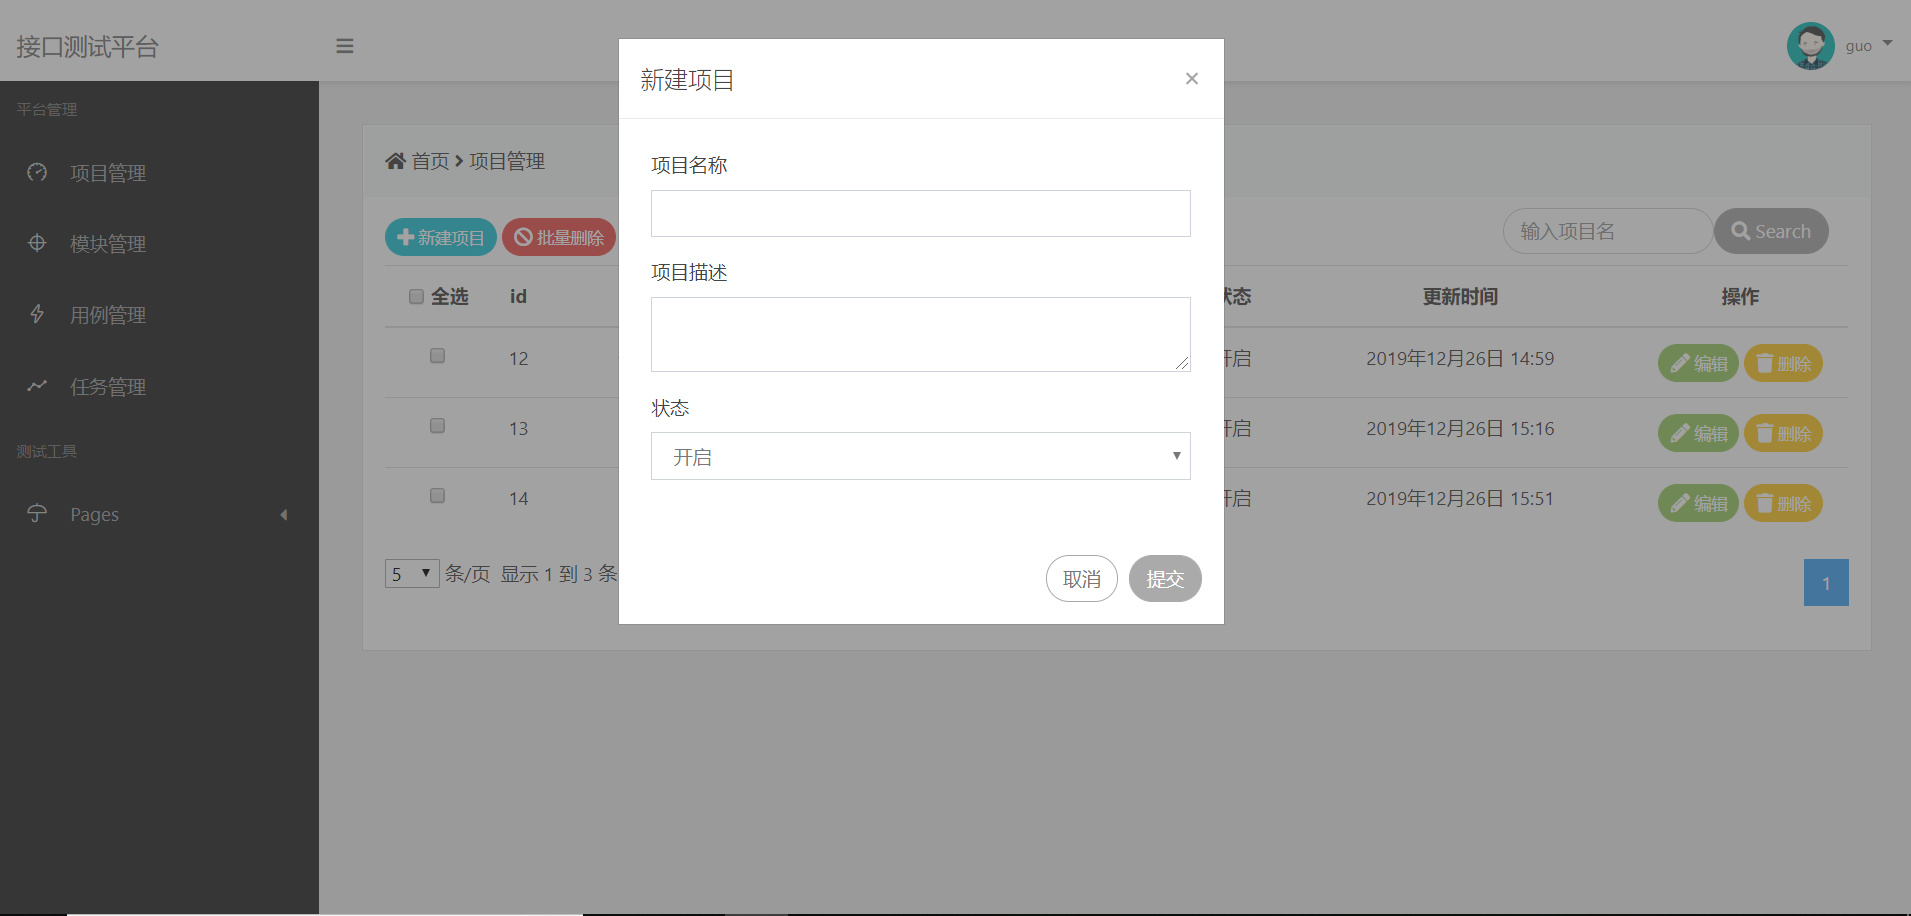 接口测试平台
guo
平台管理
项目管理
模块管理
用例管理
任务管理
测试工具
Pages
首页 项目管理
新建项目 批量删除
输入项目名 Search
全选 id 状态 更新时间 操作
12 开启 2019年12月26日 14:59 编辑 删除
13 开启 2019年12月26日 15:16 编辑 删除
14 开启 2019年12月26日 15:51 编辑 删除
5 条/页 显示 1 到 3 条
1
新建项目 ×
项目名称
项目描述
状态
开启
取消 提交